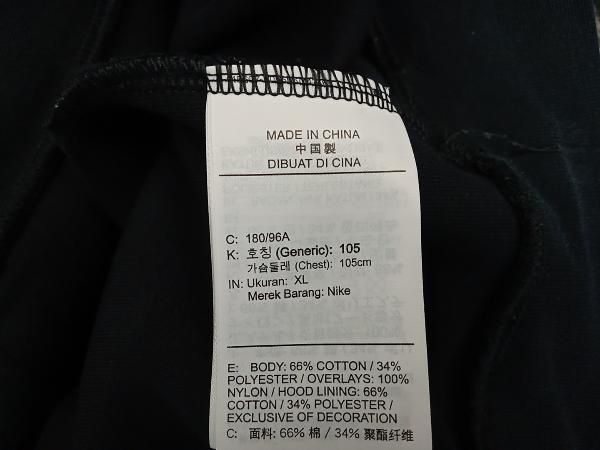 MADE IN CHINA
中国製
DIBUAT DI CINA
C: 180/96A
K: 호칭 (Generic): 105
가슴둘레 (Chest): 105cm
IN: Ukuran: XL
Merek Barang: Nike
E: BODY: 66% COTTON / 34%
POLYESTER / OVERLAYS: 100%
NYLON / HOOD LINING: 66%
COTTON / 34% POLYESTER /
EXCLUSIVE OF DECORATION
C: 面料: 66% 棉 / 34% 聚酯纤维